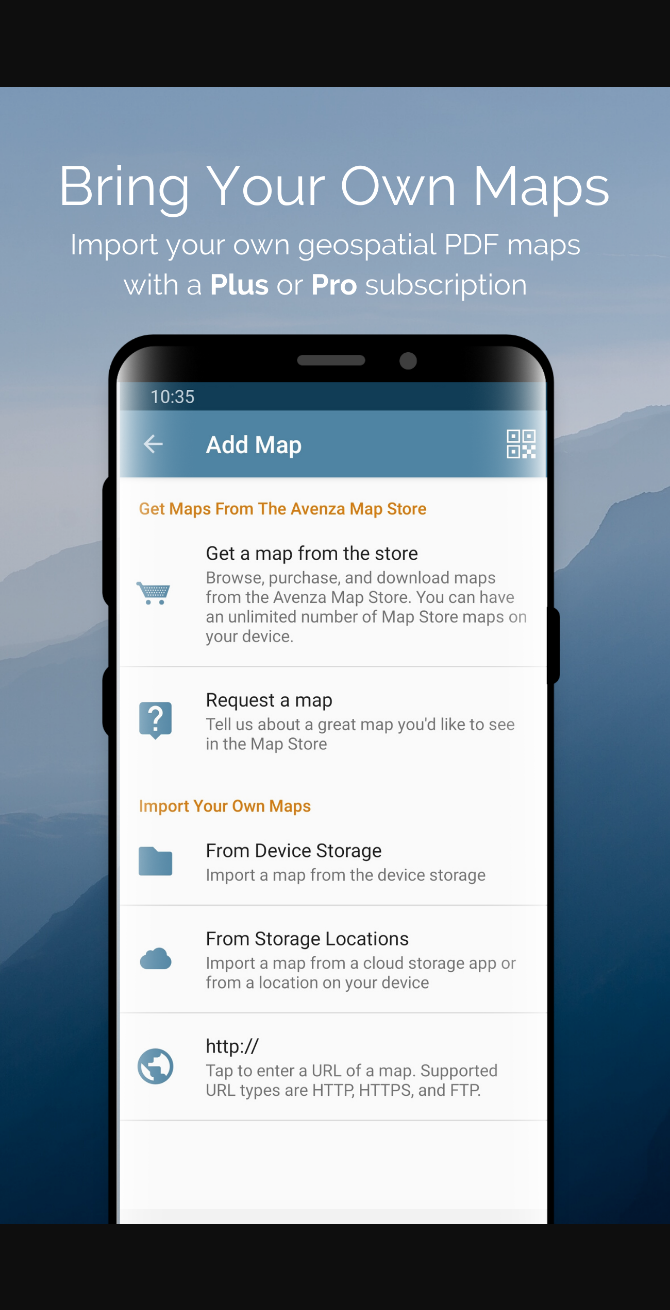 Bring Your Own Maps
Import your own geospatial PDF maps
with a Plus or Pro subscription
10:35
Add Map
Get Maps From The Avenza Map Store
Get a map from the store
Browse, purchase, and download maps
from the Avenza Map Store. You can have
an unlimited number of Map Store maps on
your device.
Request a map
Tell us about a great map you'd like to see
in the Map Store
Import Your Own Maps
From Device Storage
Import a map from the device storage
From Storage Locations
Import a map from a cloud storage app or
from a location on your device
http://
Tap to enter a URL of a map. Supported
URL types are HTTP, HTTPS, and FTP.